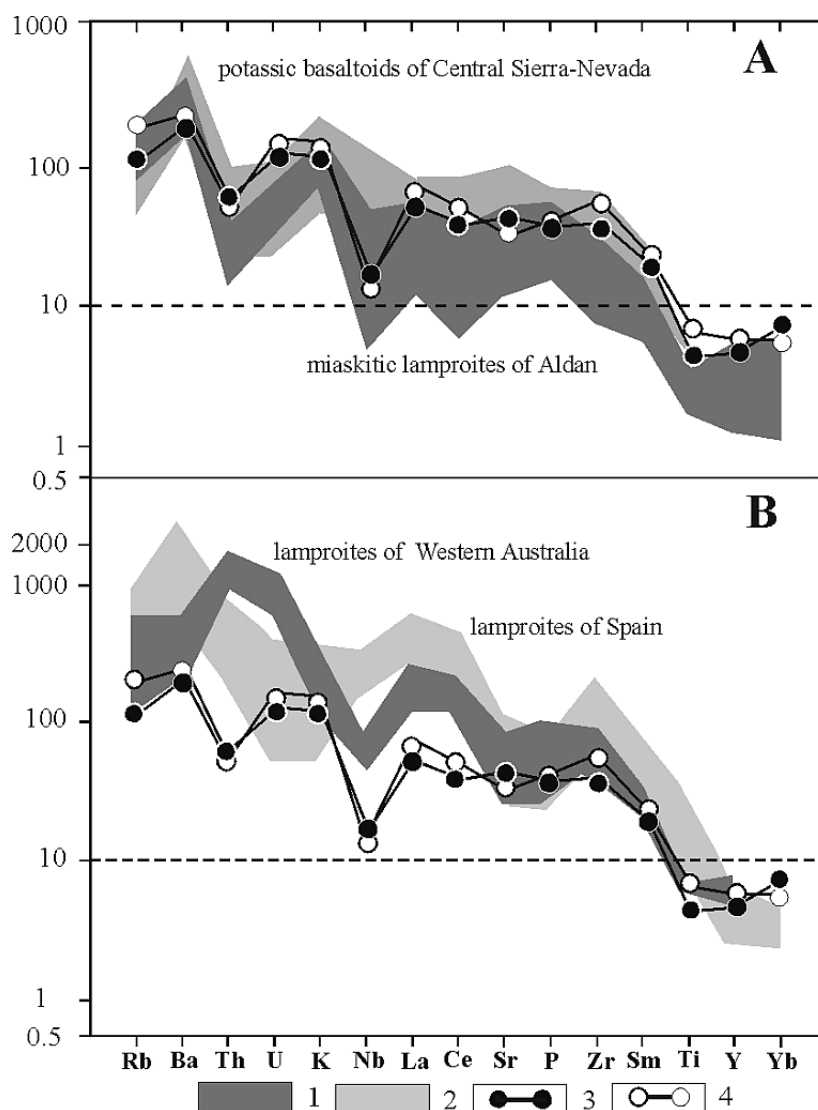 1000
A
potassic basaltoids of Central Sierra-Nevada
100
10
miaskitic lamproites of Aldan
1
0.5
B
2000
lamproites of Western Australia
1000
lamproites of Spain
100
10
1
0.5
Rb Ba Th U K Nb La Ce Sr P Zr Sm Ti Y Yb
1 2 3 4